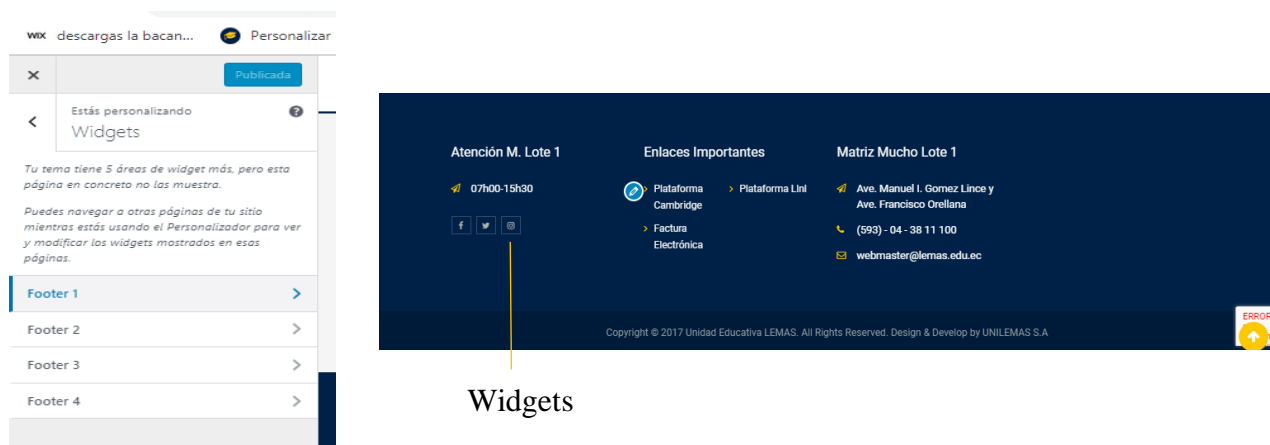 WIX descargas la bacan... Personalizar
Publicada
Estás personalizando
Widgets
Tu tema tiene 5 áreas de widget más, pero esta
página en concreto no las muestra.
Puedes navegar a otras páginas de tu sitio
mientras estás usando el Personalizador para ver
y modificar los widgets mostrados en esas
páginas.
Footer 1
Footer 2
Footer 3
Footer 4
Atención M. Lote 1
07h00-15h30
Enlaces Importantes
Plataforma
Cambridge
Plataforma LInI
Factura
Electrónica
Matriz Mucho Lote 1
Ave. Manuel I. Gomez Lince y
Ave. Francisco Orellana
(593) - 04 - 38 11 100
webmaster@lemas.edu.ec
Copyright © 2017 Unidad Educativa LEMAS. All Rights Reserved. Design & Develop by UNILEMAS S.A
ERROR
Widgets